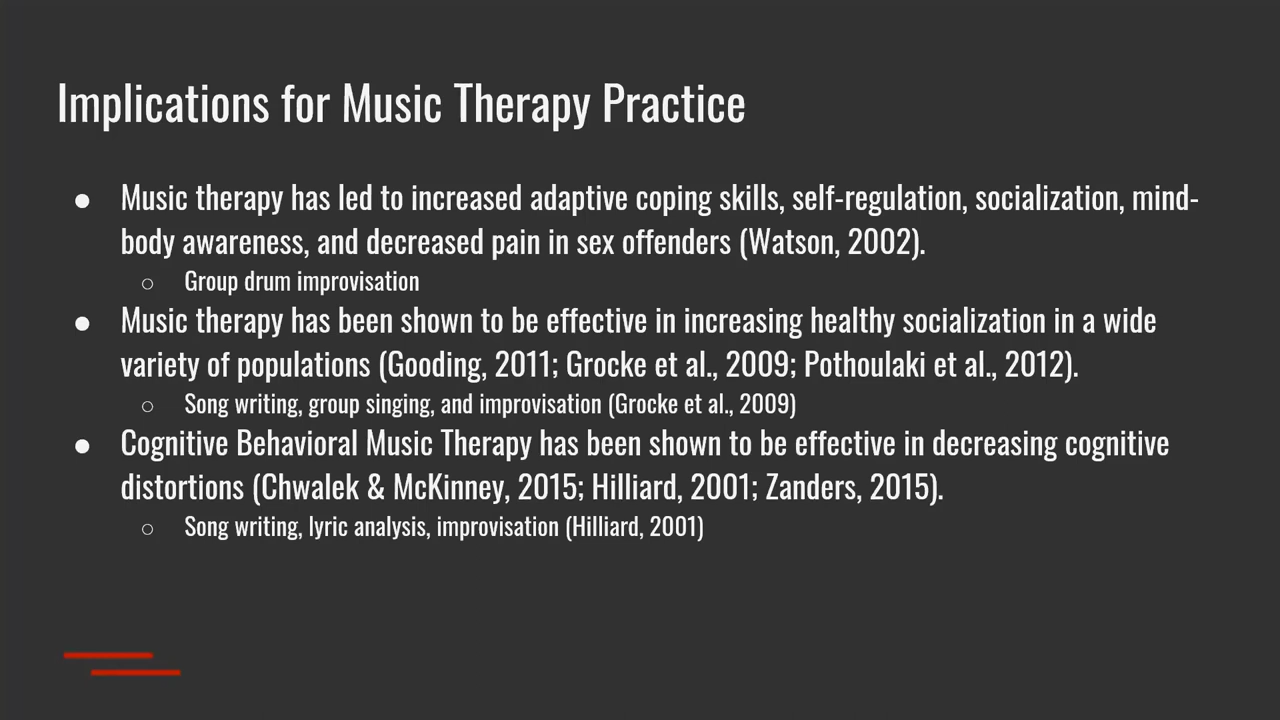 Implications for Music Therapy Practice
● Music therapy has led to increased adaptive coping skills, self-regulation, socialization, mind-
body awareness, and decreased pain in sex offenders (Watson, 2002).
○ Group drum improvisation
● Music therapy has been shown to be effective in increasing healthy socialization in a wide
variety of populations (Gooding, 2011; Grocke et al., 2009; Pothoulaki et al., 2012).
○ Song writing, group singing, and improvisation (Grocke et al., 2009)
● Cognitive Behavioral Music Therapy has been shown to be effective in decreasing cognitive
distortions (Chwalek & McKinney, 2015; Hilliard, 2001; Zanders, 2015).
○ Song writing, lyric analysis, improvisation (Hilliard, 2001)